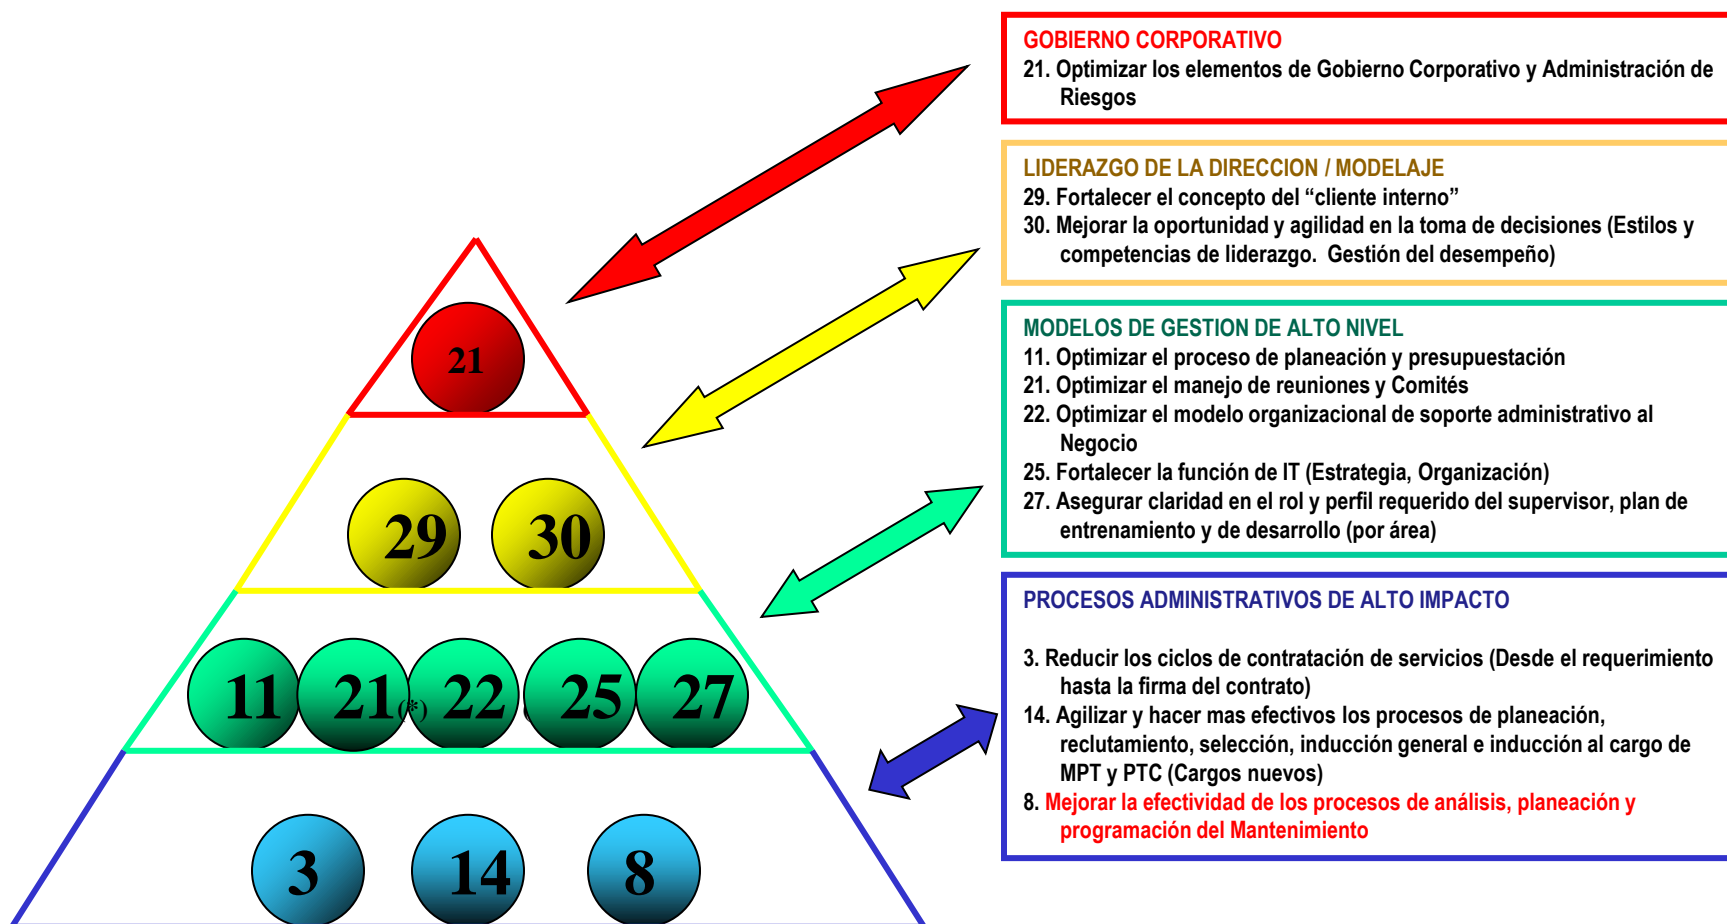 GOBIERNO CORPORATIVO
21. Optimizar los elementos de Gobierno Corporativo y Administración de
Riesgos
LIDERAZGO DE LA DIRECCION / MODELAJE
29. Fortalecer el concepto del “cliente interno”
30. Mejorar la oportunidad y agilidad en la toma de decisiones (Estilos y
competencias de liderazgo. Gestión del desempeño)
MODELOS DE GESTION DE ALTO NIVEL
11. Optimizar el proceso de planeación y presupuestación
21. Optimizar el manejo de reuniones y Comités
22. Optimizar el modelo organizacional de soporte administrativo al
Negocio
25. Fortalecer la función de IT (Estrategia, Organización)
27. Asegurar claridad en el rol y perfil requerido del supervisor, plan de
entrenamiento y de desarrollo (por área)
PROCESOS ADMINISTRATIVOS DE ALTO IMPACTO
3. Reducir los ciclos de contratación de servicios (Desde el requerimiento
hasta la firma del contrato)
14. Agilizar y hacer mas efectivos los procesos de planeación,
reclutamiento, selección, inducción general e inducción al cargo de
MPT y PTC (Cargos nuevos)
8. Mejorar la efectividad de los procesos de análisis, planeación y
programación del Mantenimiento
21
29 30
11 21 (*) 22 25 27
3 14 8